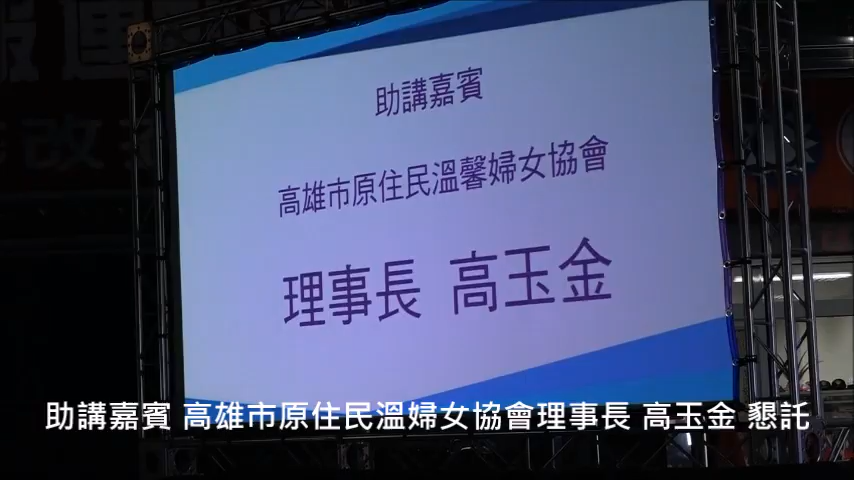 助講嘉賓
高雄市原住民溫馨婦女協會
理事長 高玉金
助講嘉賓 高雄市原住民溫婦女協會理事長 高玉金 懇託